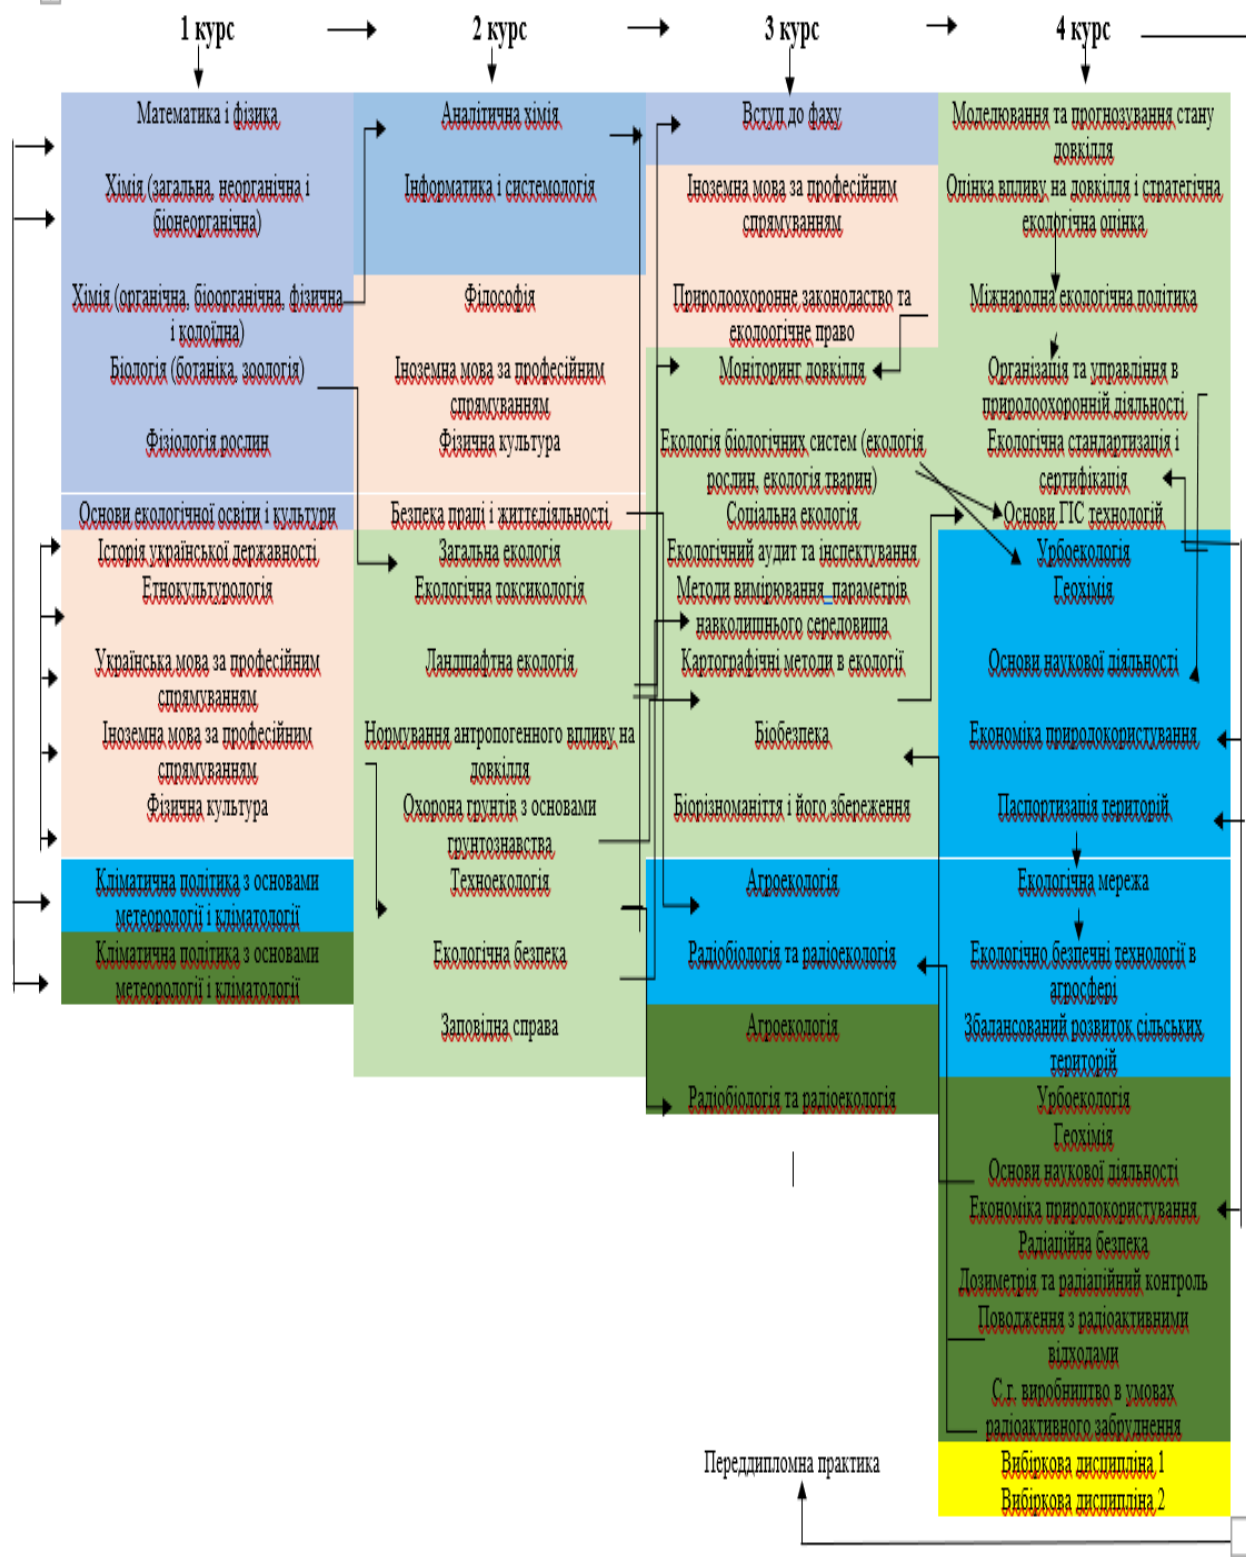 1 курс
2 курс
3 курс
4 курс
Математика і фізика
Хімія (загальна, неорганічна і
біонеорганічна)
Хімія (органічна, біоорганічна, фізична
і колоїдна)
Біологія (ботаніка, зоологія)
Фізіологія рослин
Основи екологічної освіти і культури
Історія української державності
Етнокультурологія
Українська мова за професійним
спрямуванням
Іноземна мова за професійним
спрямуванням
Фізична культура
Кліматична політика з основами
метеорології і кліматології
Кліматична політика з основами
метеорології і кліматології
Аналітична хімія
Інформатика і системологія
Філософія
Іноземна мова за професійним
спрямуванням
Фізична культура
Безпека праці і життєдіяльності
Загальна екологія
Екологічна токсикологія
Ландшафтна екологія
Нормування антропогенного впливу на
довкілля
Охорона грунтів з основами
грунтознавства
Техноекологія
Екологічна безпека
Заповідна справа
Вступ до фаху
Іноземна мова за професійним
спрямуванням
Природоохоронне законодаство та
екоологічне право
Моніторинг довкілля
Екологія біологічних систем (екологія
рослин, екологія тварин)
Соціальна екологія
Екологічний аудит та інспектування
Методи вимірювання параметрів
навколишнього середовища
Картографічні методи в екології
Біобезпека
Біорізноманіття і його збереження
Агроекологія
Радіобіологія та радіоекологія
Агроекологія
Радіобіологія та радіоекологія
Моделювання та прогнозування стану
довкілля
Оцінка впливу на довкілля і стратегічна
екологічна оцінка
Міжнародна екологічна політика
Організація та управління в
природоохоронній діяльності
Екологічна стандартизація і
сертифікація
Основи ГІС технологій
Урбоекологія
Геохімія
Основи наукової діяльності
Економіка природокористування
Паспортизація територій
Екологічна мережа
Екологічно безпечні технології в
агросфері
Збалансований розвиток сільських
територій
Урбоекологія
Геохімія
Основи наукової діяльності
Економіка природокористування
Радіаційна безпека
Дозиметрія та радіаційний контроль
Поводження з радіоактивними
відходами
С.г. виробництво в умовах
радіоактивного забруднення
Вибіркова дисципліна 1
Вибіркова дисципліна 2
Переддипломна практика